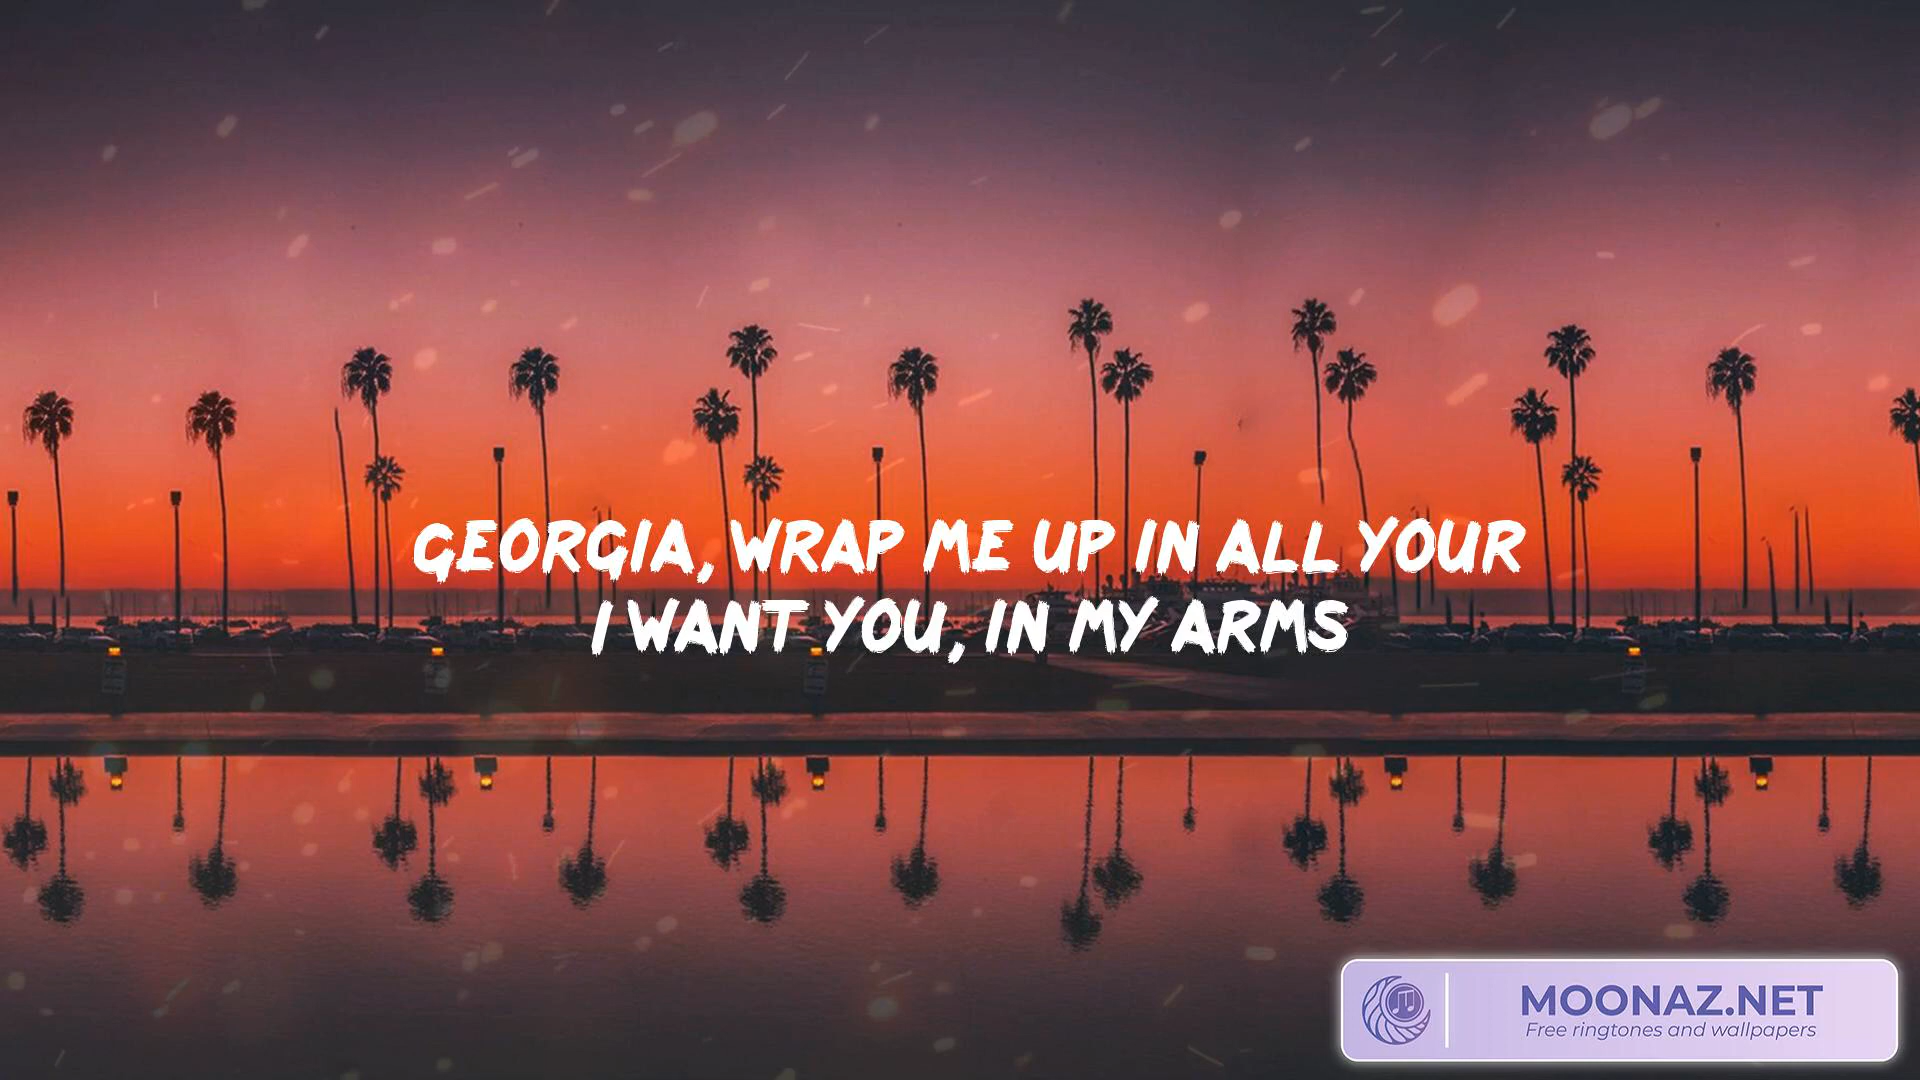 GEORGIA, WRAP ME UP IN ALL YOUR
I WANT YOU, IN MY ARMS
MOONAZ.NET
Free ringtones and wallpapers